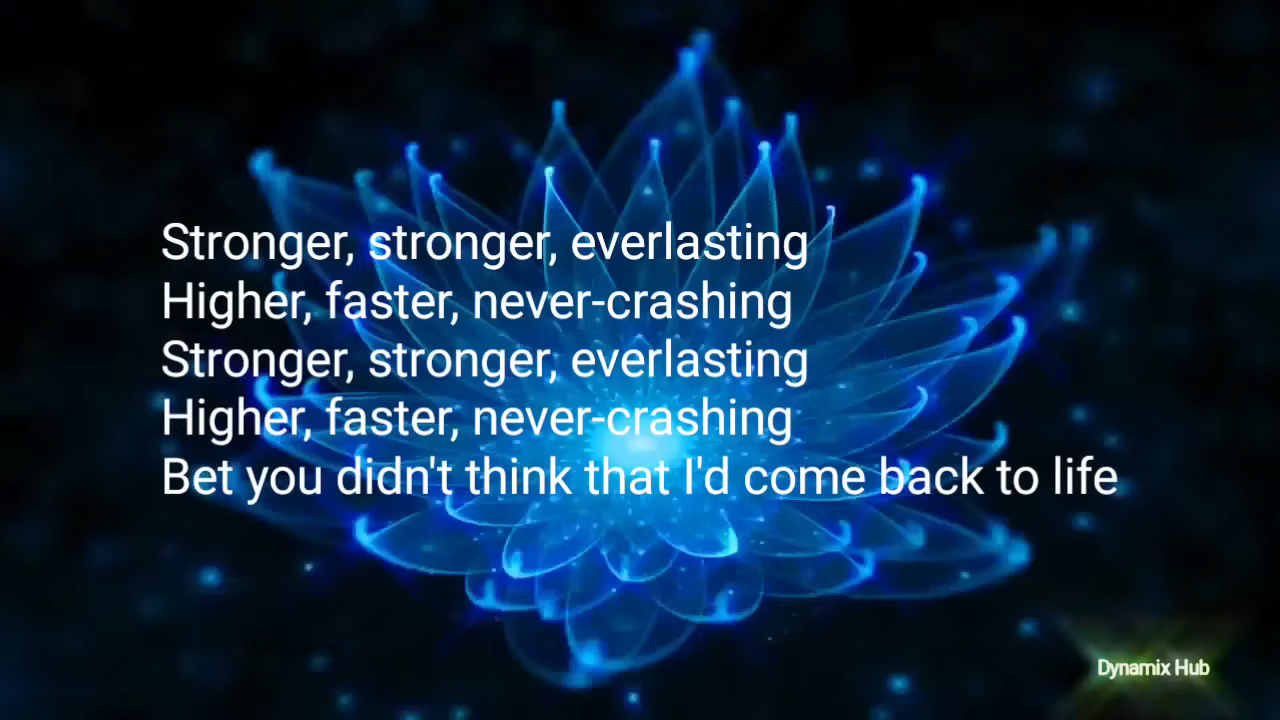 Stronger, stronger, everlasting
Higher, faster, never-crashing
Stronger, stronger, everlasting
Higher, faster, never-crashing
Bet you didn't think that I'd come back to life
Dynamix Hub